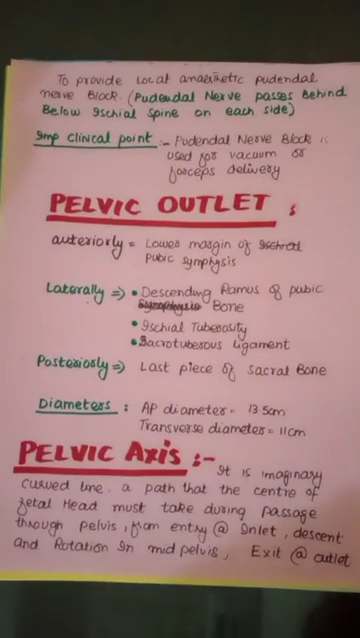 To provide Local anaesthetic pudendal
nerve Block. (Pudendal Nerve passes Behind
Below Ischial Spine on each side)
Imp Clinical point :- Pudendal Nerve Block is
used for vacuum or
forceps delivery
PELVIC OUTLET :
anteriorly = Lower margin of
Pubic symphysis
Laterally => • Descending Ramus of pubic
Symphysis Bone
• Ischial Tuberosity
• Sacrotuberous ligament
Posteriorly => Last piece of Sacral Bone
Diameters : AP diameter = 13.5cm
Transverse diameter = 11cm
PELVIC AXIS :-
It is imaginary
curved line. a path that the centre of
fetal Head must take during passage
through pelvis, from entry @ Inlet, descent
and Rotation in mid pelvis, Exit @ outlet